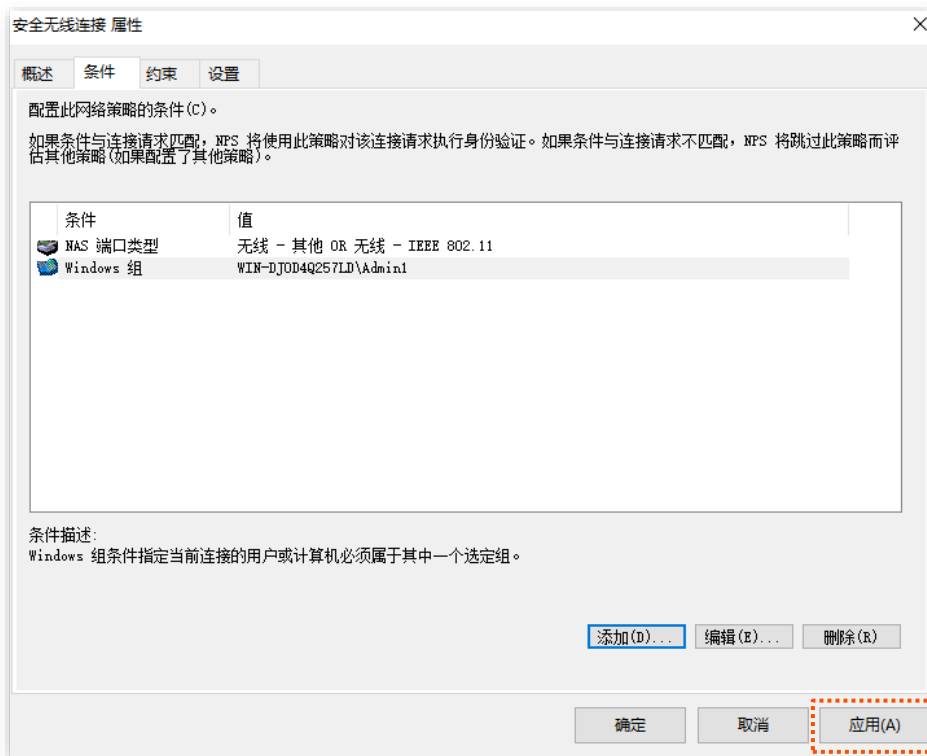 安全无线连接 属性
概述 条件 约束 设置
配置此网络策略的条件(C)。
如果条件与连接请求匹配，NPS 将使用此策略对该连接请求执行身份验证。如果条件与连接请求不匹配，NPS 将跳过此策略而评
估其他策略(如果配置了其他策略)。
条件 值
NAS 端口类型 无线 - 其他 OR 无线 - IEEE 802.11
Windows 组 WIN-DJOD4Q257LD\Admin1
条件描述:
Windows 组条件指定当前连接的用户或计算机必须属于其中一个选定组。
添加(D)... 编辑(E)... 删除(R)
确定 取消 应用(A)